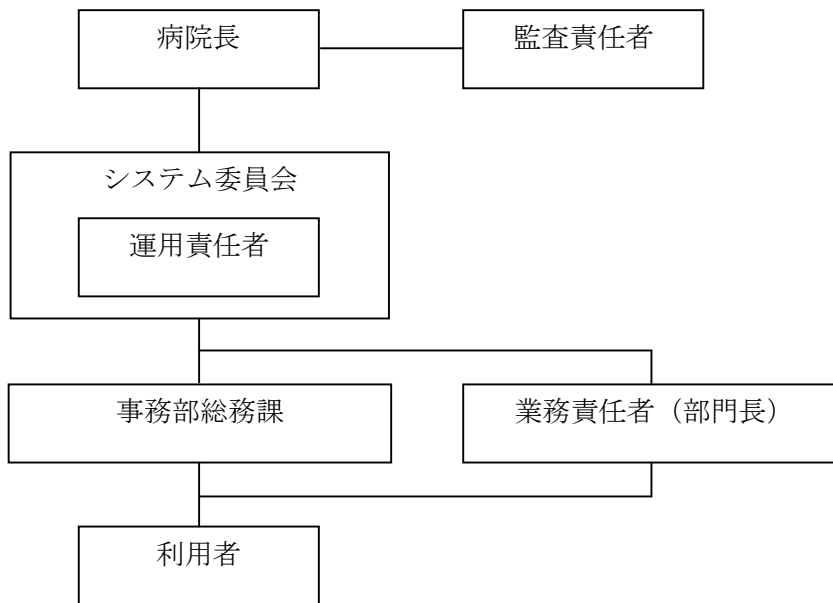 病院長
監査責任者
システム委員会
運用責任者
事務部総務課
業務責任者（部門長）
利用者